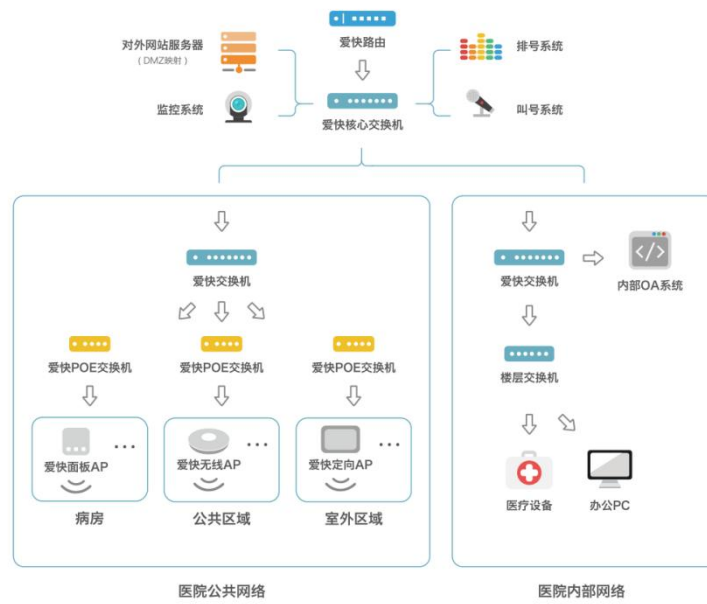 爱快路由
对外网站服务器
（DMZ映射）
排号系统
监控系统
叫号系统
爱快核心交换机
爱快交换机
爱快交换机
内部OA系统
爱快POE交换机
爱快POE交换机
爱快POE交换机
楼层交换机
爱快面板AP
爱快无线AP
爱快定向AP
病房
公共区域
室外区域
医疗设备
办公PC
医院公共网络
医院内部网络